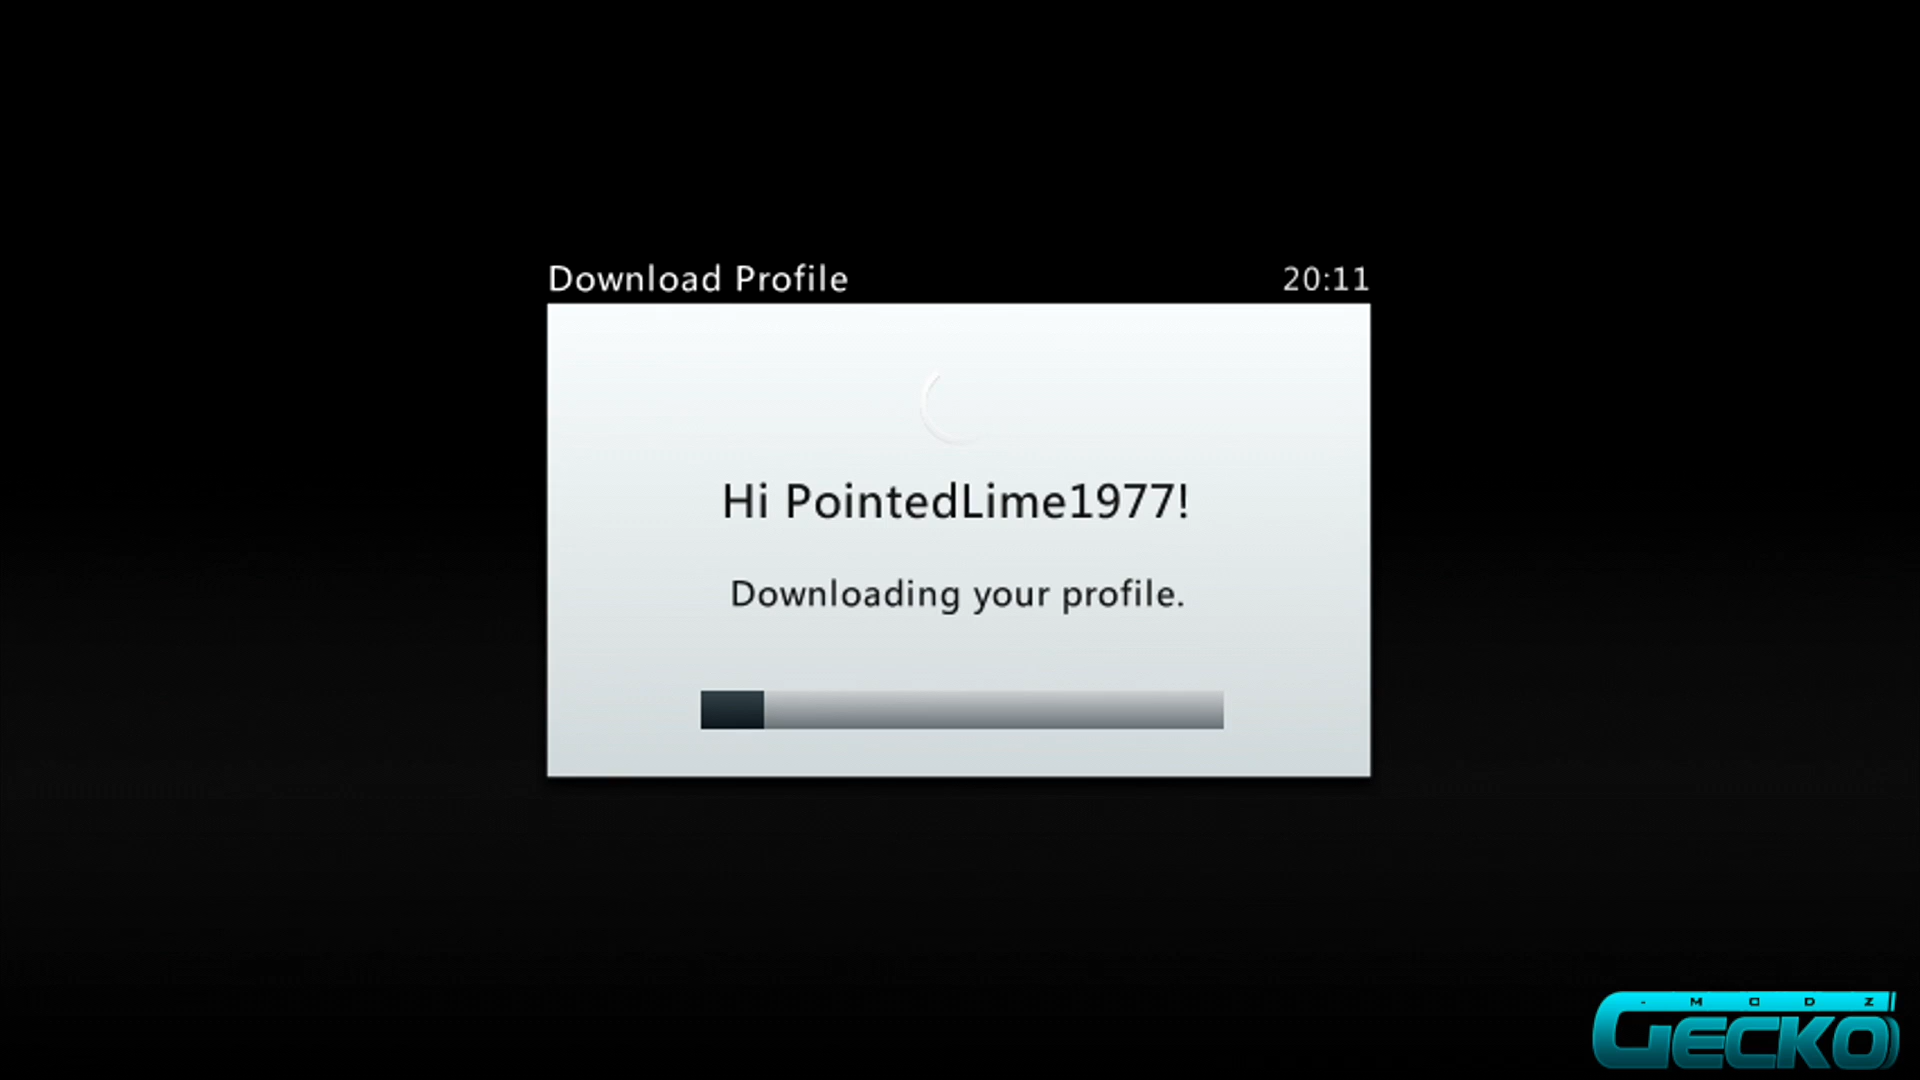 Download Profile 20:11
Hi PointedLime1977!
Downloading your profile.
- MODZ
GECKO